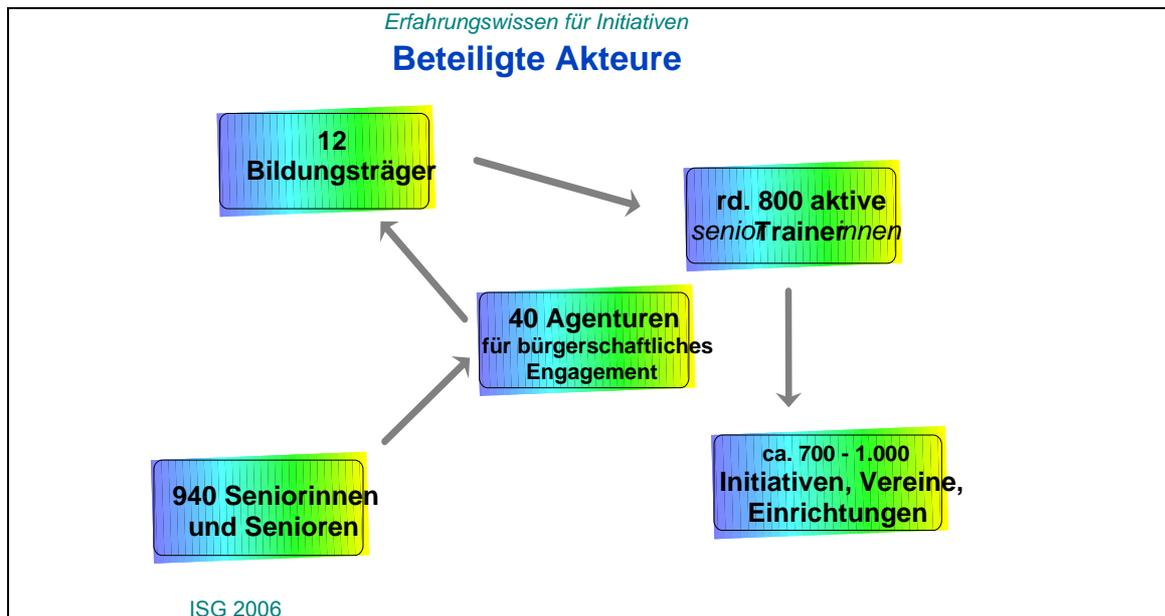 Erfahrungswissen für Initiativen
Beteiligte Akteure
12
Bildungsträger
rd. 800 aktive
seniorTrainerinnen
40 Agenturen
für bürgerschaftliches
Engagement
940 Seniorinnen
und Senioren
ca. 700 - 1.000
Initiativen, Vereine,
Einrichtungen
ISG 2006